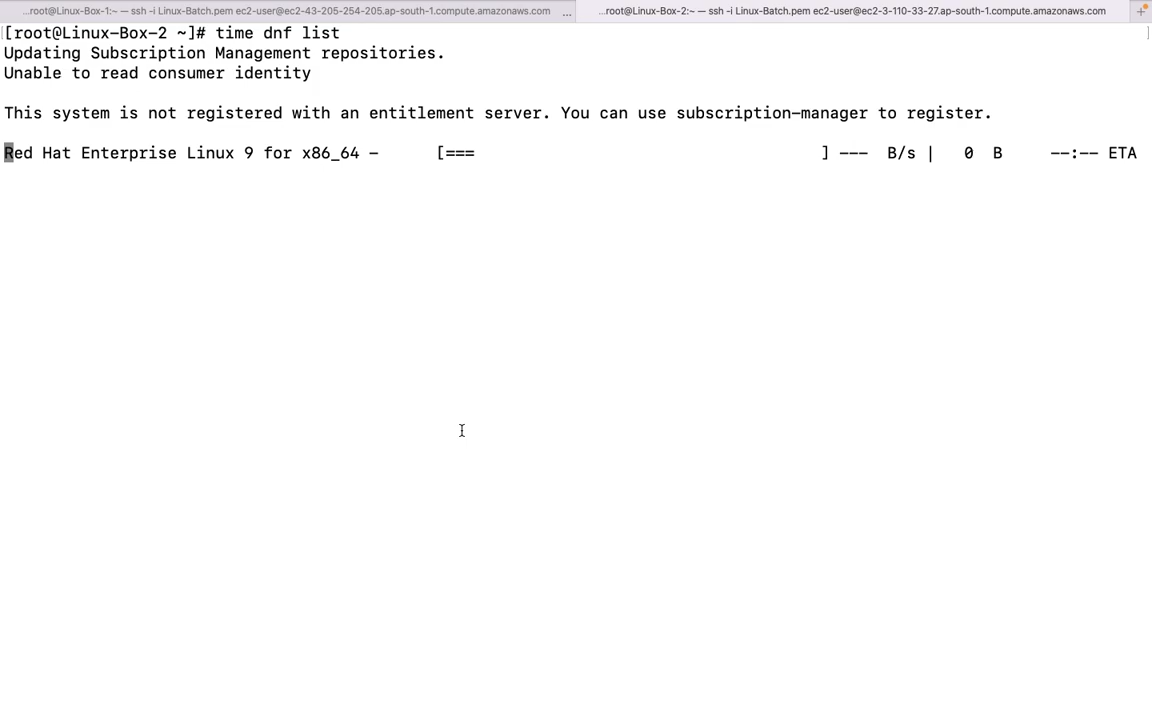 ...root@Linux-Box-1:~ — ssh -i Linux-Batch.pem ec2-user@ec2-43-205-254-205.ap-south-1.compute.amazonaws.com ...
...root@Linux-Box-2:~ — ssh -i Linux-Batch.pem ec2-user@ec2-3-110-33-27.ap-south-1.compute.amazonaws.com +
[root@Linux-Box-2 ~]# time dnf list
Updating Subscription Management repositories.
Unable to read consumer identity
This system is not registered with an entitlement server. You can use subscription-manager to register.
Red Hat Enterprise Linux 9 for x86_64 -      [===                                    ] ---  B/s |   0  B     --:-- ETA